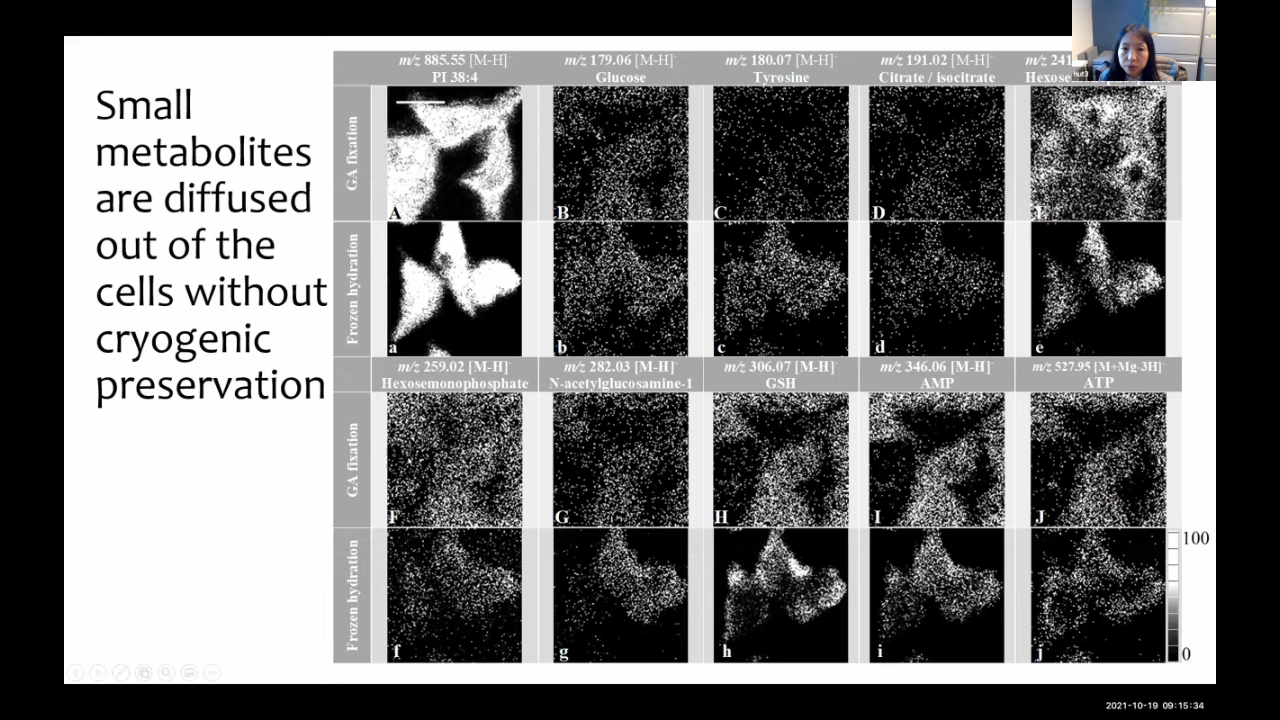 Small
metabolites
are diffused
out of the
cells without
cryogenic
preservation
m/z 885.55 [M-H]-
PI 38:4
m/z 179.06 [M-H]-
Glucose
m/z 180.07 [M-H]-
Tyrosine
m/z 191.02 [M-H]-
Citrate / isocitrate
m/z 241
Hexose
GA fixation
A
B
C
D
Frozen hydration
a
b
c
d
e
m/z 259.02 [M-H]-
Hexosemonophosphate
m/z 282.03 [M-H]-
N-acetylglucosamine-1
m/z 306.07 [M-H]-
GSH
m/z 346.06 [M-H]-
AMP
m/z 527.95 [M+Mg-3H]-
ATP
GA fixation
F
G
H
I
J
Frozen hydration
f
g
h
i
j
100
0
2021-10-19 09:15:34